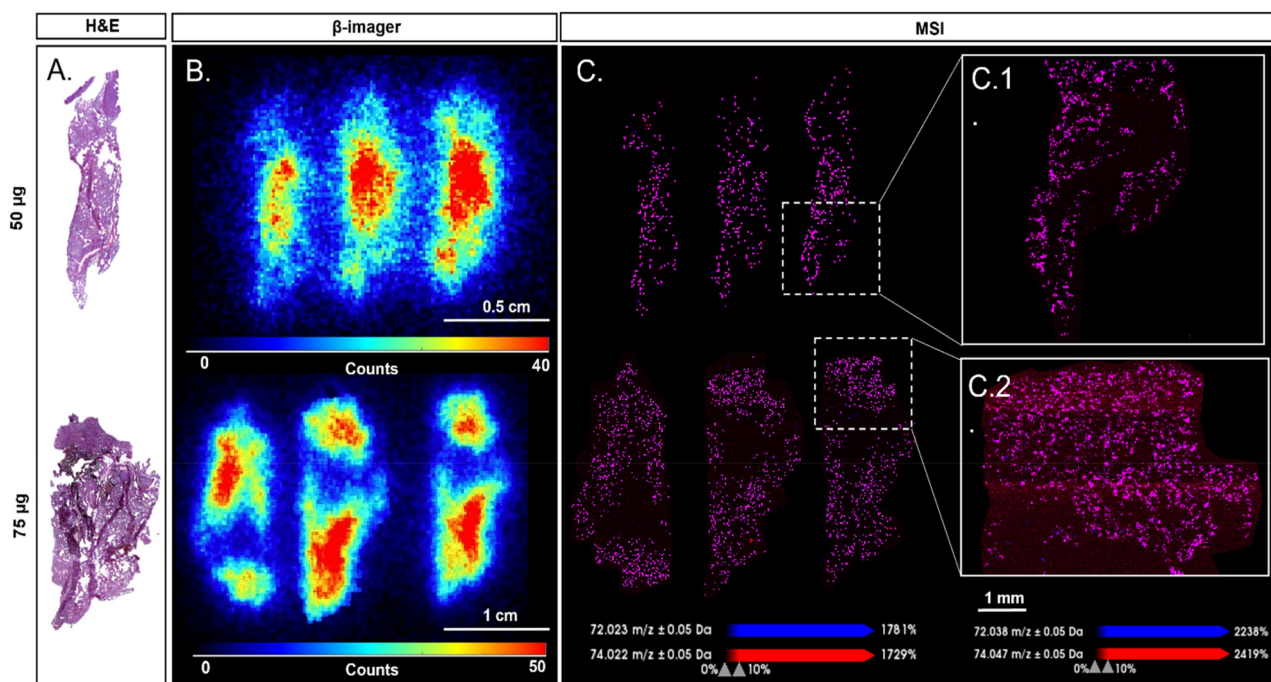 H&E
β-imager
MSI
A.
B.
C.
C.1
50 µg
0.5 cm
0
40
Counts
C.2
75 µg
1 cm
0
50
Counts
1 mm
72.023 m/z ± 0.05 Da
1781%
74.022 m/z ± 0.05 Da
1729%
0%
10%
72.038 m/z ± 0.05 Da
2238%
74.047 m/z ± 0.05 Da
2419%
0%
10%